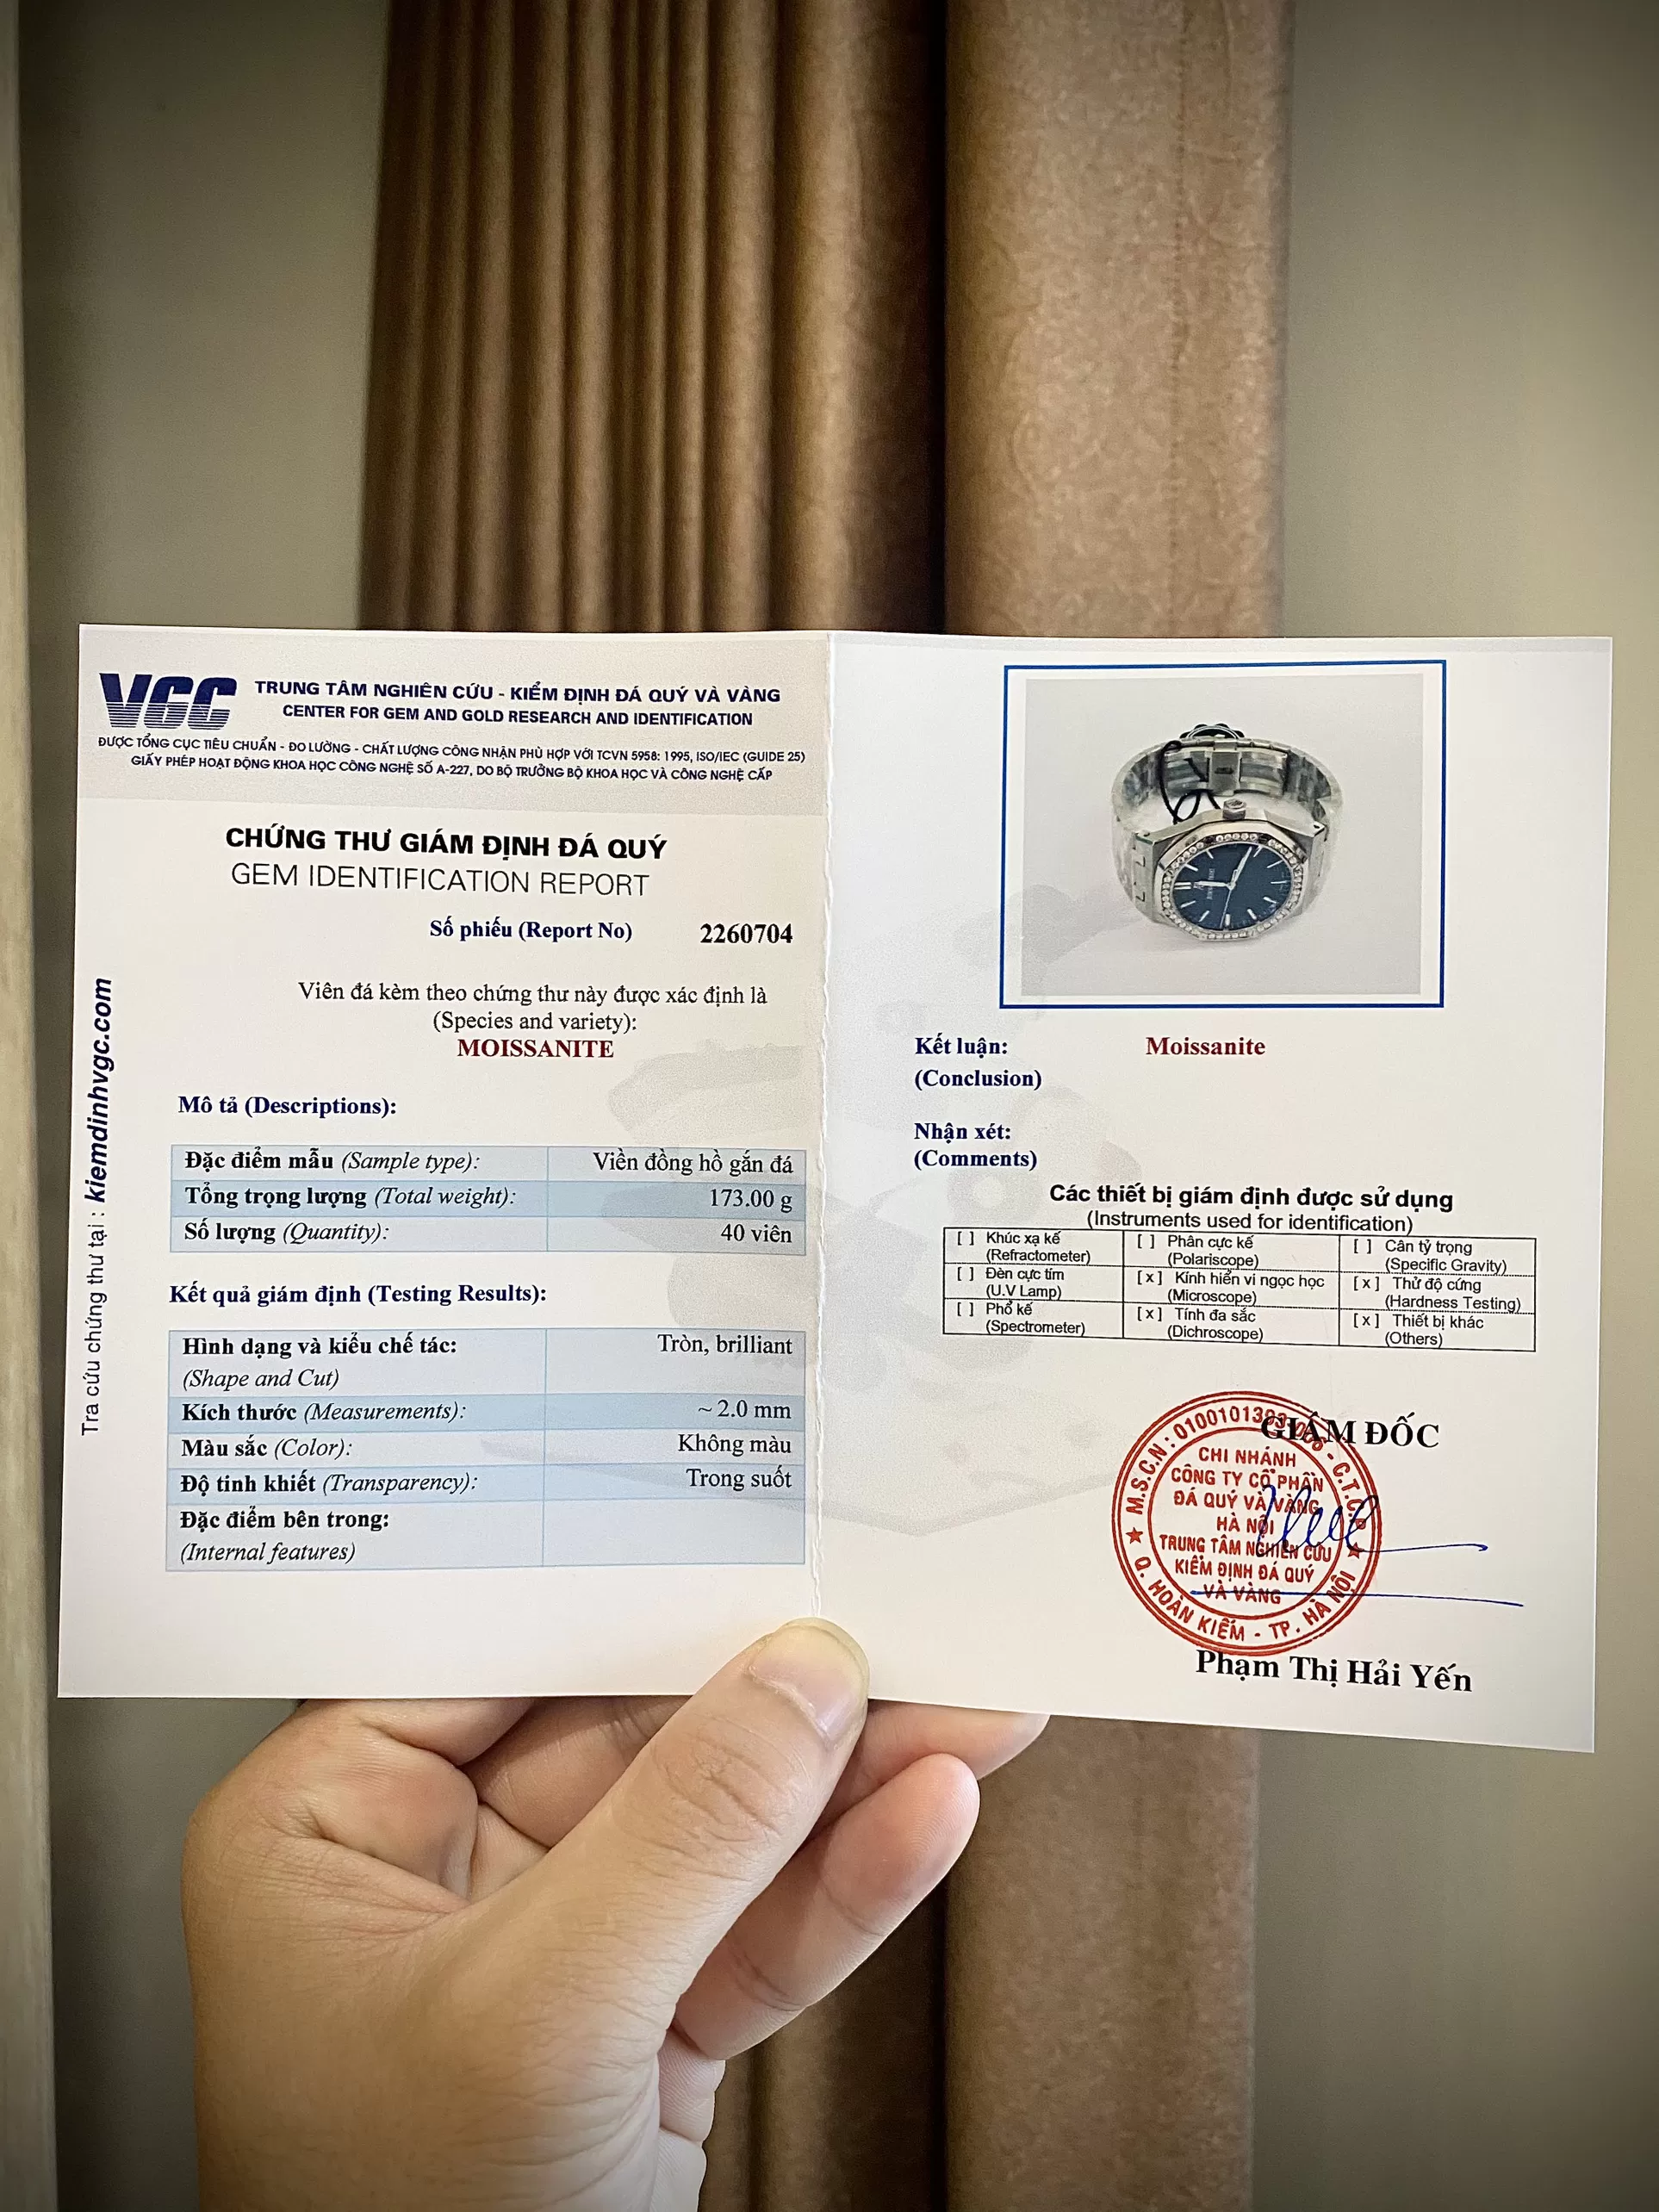 VGC
TRUNG TÂM NGHIÊN CỨU - KIỂM ĐỊNH ĐÁ QUÝ VÀ VÀNG
CENTER FOR GEM AND GOLD RESEARCH AND IDENTIFICATION
ĐƯỢC TỔNG CỤC TIÊU CHUẨN - ĐO LƯỜNG - CHẤT LƯỢNG CÔNG NHẬN PHÙ HỢP VỚI TCVN 5958: 1995, ISO/IEC (GUIDE 25)
GIẤY PHÉP HOẠT ĐỘNG KHOA HỌC CÔNG NGHỆ SỐ A-227, DO BỘ TRƯỞNG BỘ KHOA HỌC VÀ CÔNG NGHỆ CẤP
CHỨNG THƯ GIÁM ĐỊNH ĐÁ QUÝ
GEM IDENTIFICATION REPORT
Số phiếu (Report No) 2260704
Viên đá kèm theo chứng thư này được xác định là
(Species and variety):
MOISSANITE
Mô tả (Descriptions):
Đặc điểm mẫu (Sample type): Viền đồng hồ gắn đá
Tổng trọng lượng (Total weight): 173.00 g
Số lượng (Quantity): 40 viên
Kết quả giám định (Testing Results):
Hình dạng và kiểu chế tác: Tròn, brilliant
(Shape and Cut)
Kích thước (Measurements): ~ 2.0 mm
Màu sắc (Color): Không màu
Độ tinh khiết (Transparency): Trong suốt
Đặc điểm bên trong:
(Internal features)
Tra cứu chứng thư tại : kiemdinhvgc.com
Kết luận: Moissanite
(Conclusion)
Nhận xét:
(Comments)
Các thiết bị giám định được sử dụng
(Instruments used for identification)
[ ] Khúc xạ kế [ ] Phân cực kế [ ] Cân tỷ trọng
(Refractometer) (Polariscope) (Specific Gravity)
[ ] Đèn cực tím [x] Kính hiển vi ngọc học [x] Thử độ cứng
(U.V Lamp) (Microscope) (Hardness Testing)
[ ] Phổ kế [x] Tính đa sắc [x] Thiết bị khác
(Spectrometer) (Dichroscope) (Others)
GIÁM ĐỐC
CHI NHÁNH
CÔNG TY CỔ PHẦN
ĐÁ QUÝ VÀ VÀNG
HÀ NỘI
TRUNG TÂM NGHIÊN CỨU
KIỂM ĐỊNH ĐÁ QUÝ
VÀ VÀNG
Q. HOÀN KIẾM - TP. HÀ NỘI
Phạm Thị Hải Yến